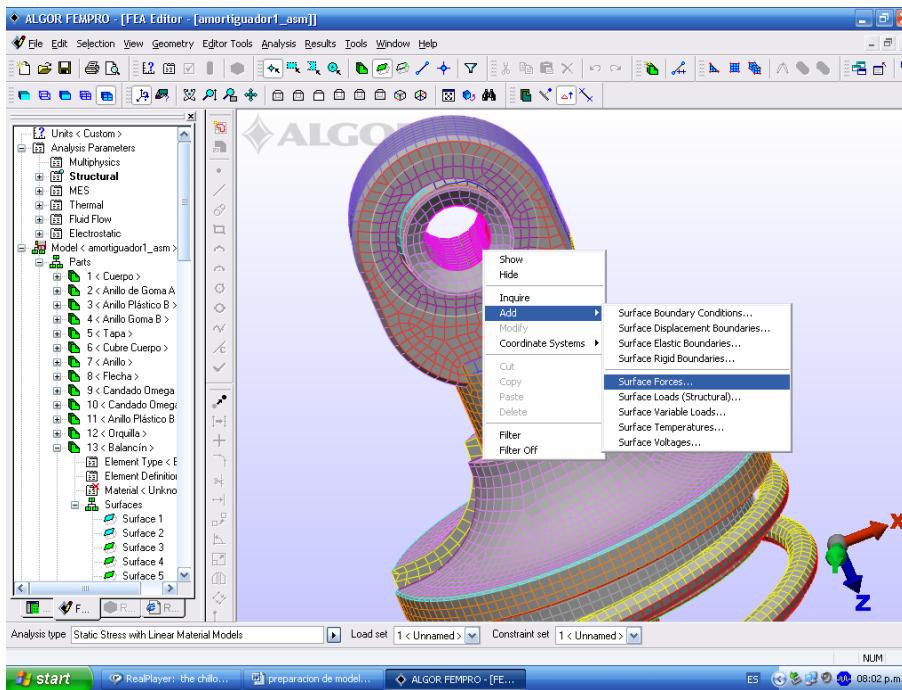 ALGOR FEMPRO - [FEA Editor - [amortiguador1_asm]]
File Edit Selection View Geometry Editor Tools Analysis Results Tools Window Help
ALGOR
Units < Custom >
Analysis Parameters
Multiphysics
Structural
MES
Thermal
Fluid Flow
Electrostatic
Model < amortiguador1_asm >
Parts
1 < Cuerpo >
2 < Anillo de Goma A
3 < Anillo Plástico B >
4 < Anillo Goma B >
5 < Tapa >
6 < Cubre Cuerpo >
7 < Anillo >
8 < Flecha >
9 < Candado Omega
10 < Candado Omega
11 < Anillo Plástico B
12 < Orquilla >
13 < Balancín >
Element Type < E
Element Definition
Material < Unkno
Surfaces
Surface 1
Surface 2
Surface 3
Surface 4
Surface 5
Show
Hide
Inquire
Add
Modify
Coordinate Systems
Cut
Copy
Paste
Delete
Filter
Filter Off
Surface Boundary Conditions...
Surface Displacement Boundaries...
Surface Elastic Boundaries...
Surface Rigid Boundaries...
Surface Forces...
Surface Loads (Structural)...
Surface Variable Loads...
Surface Temperatures...
Surface Voltages...
X
Z
F... R... R...
Analysis type Static Stress with Linear Material Models Load set 1 < Unnamed > Constraint set 1 < Unnamed >
NUM
start RealPlayer: the chillo... preparacion de model... ALGOR FEMPRO - [FE... ES 08:02 p.m.